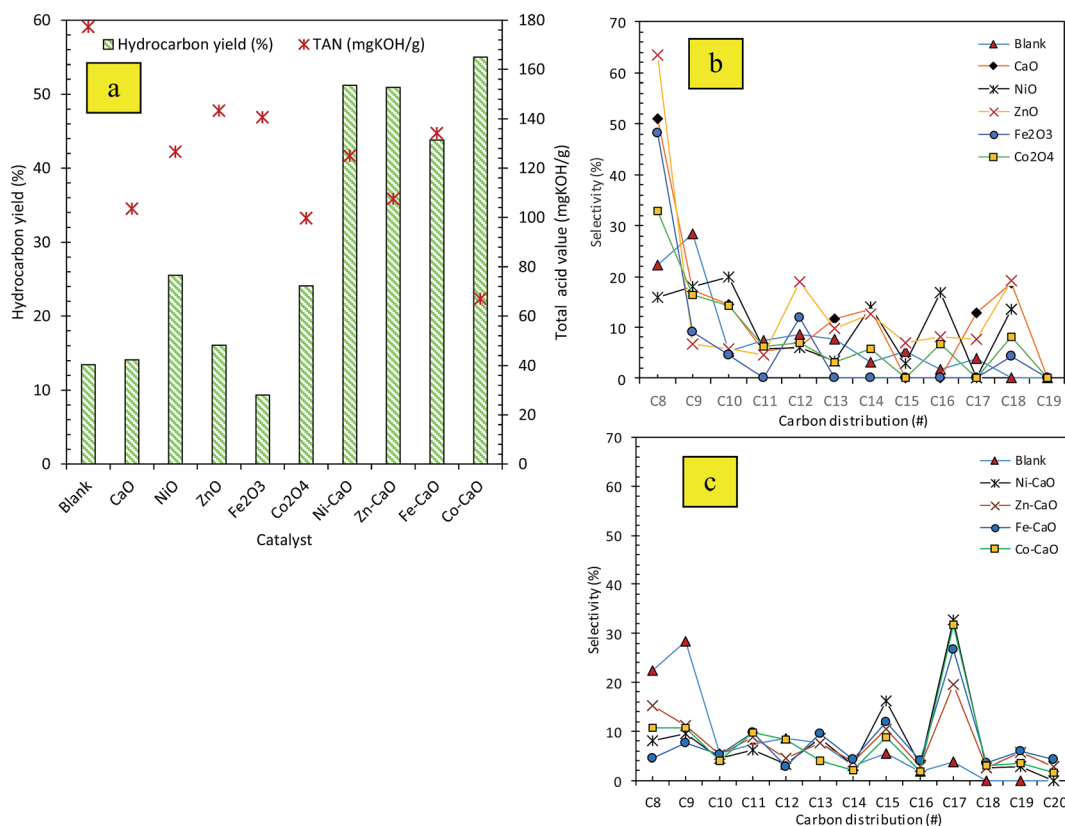 a
Hydrocarbon yield (%)
TAN (mgKOH/g)
60
50
40
30
20
10
0
Hydrocarbon yield (%)
180
160
140
120
100
80
60
40
20
0
Total acid value (mgKOH/g)
Blank
CaO
NiO
ZnO
Fe2O3
Co2O4
Ni-CaO
Zn-CaO
Fe-CaO
Co-CaO
Catalyst
b
70
60
50
40
30
20
10
0
Selectivity (%)
Blank
CaO
NiO
ZnO
Fe2O3
Co2O4
C8 C9 C10 C11 C12 C13 C14 C15 C16 C17 C18 C19
Carbon distribution (#)
c
70
60
50
40
30
20
10
0
Selectivity (%)
Blank
Ni-CaO
Zn-CaO
Fe-CaO
Co-CaO
C8 C9 C10 C11 C12 C13 C14 C15 C16 C17 C18 C19 C20
Carbon distribution (#)